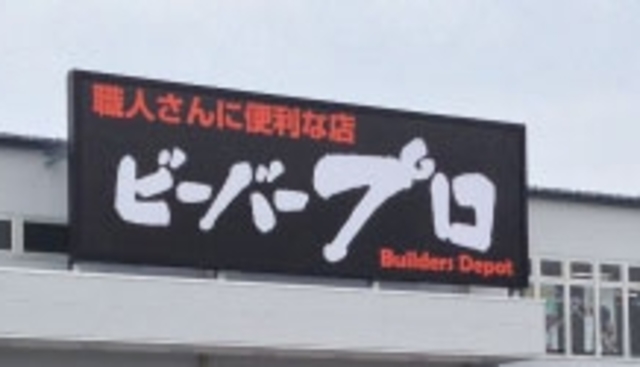 職人さんに便利な店
ビーバープロ
Builders Depot